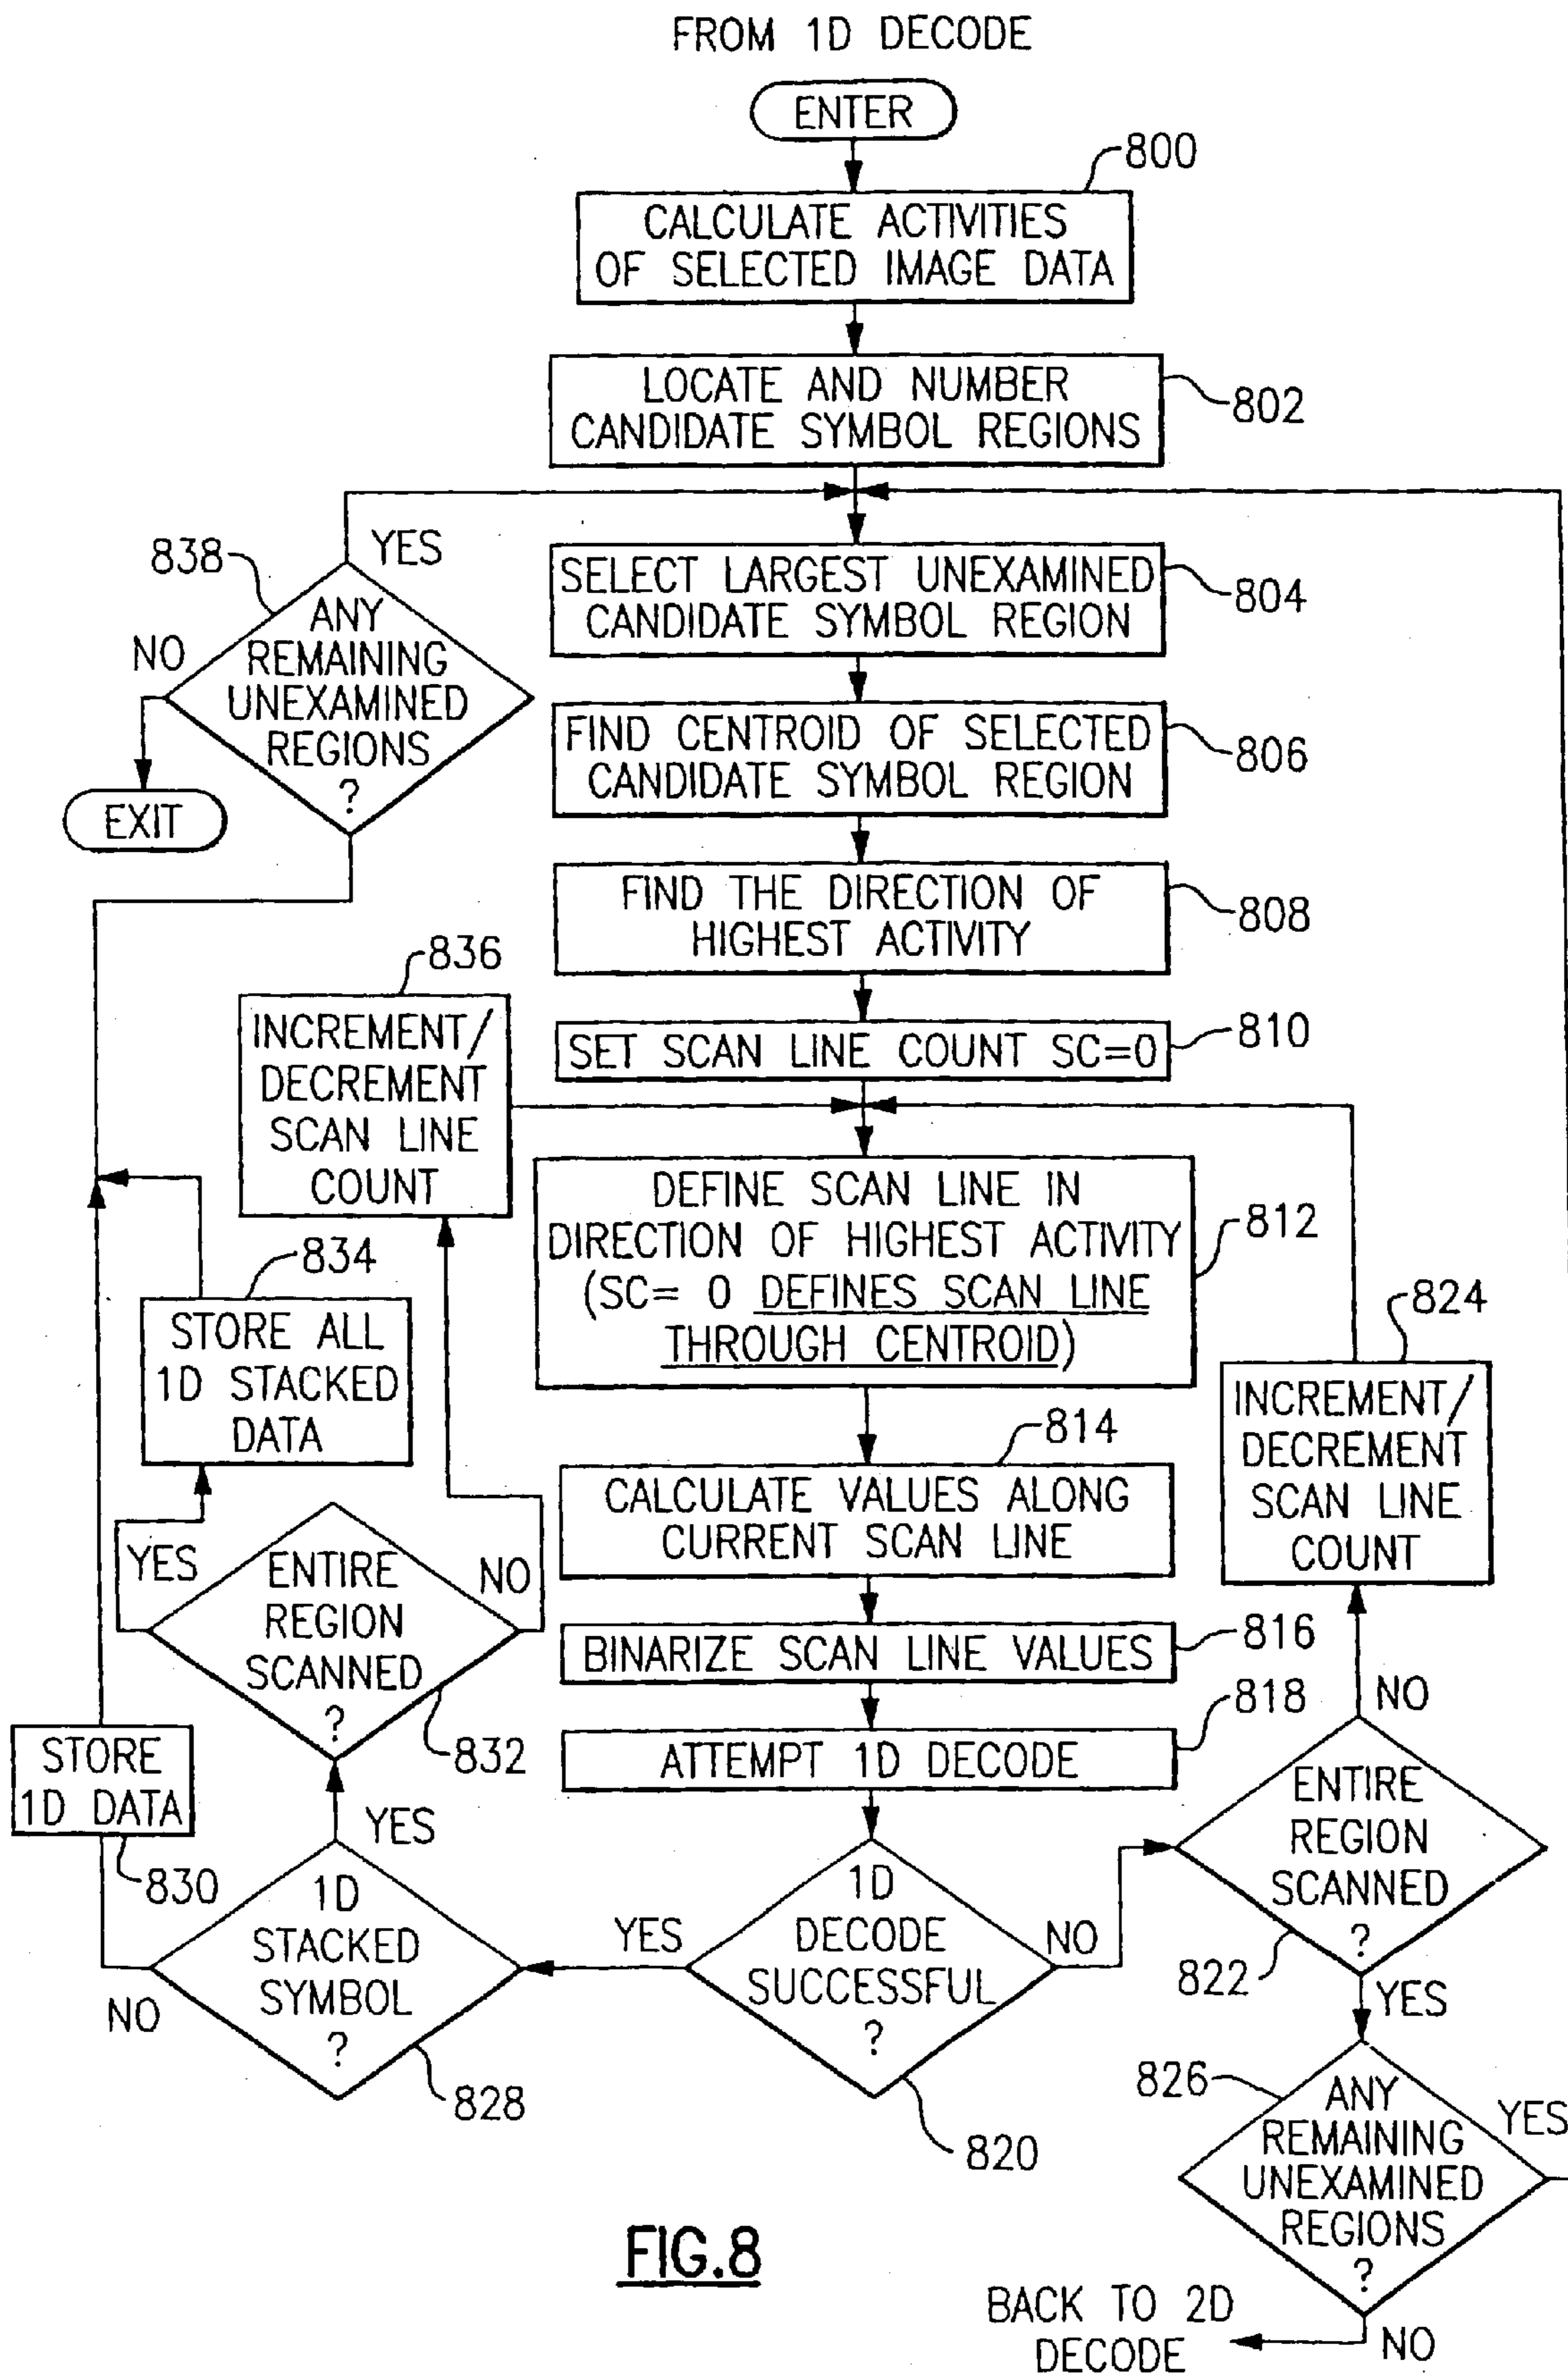 FROM 1D DECODE
ENTER
800
CALCULATE ACTIVITIES
OF SELECTED IMAGE DATA
LOCATE AND NUMBER
CANDIDATE SYMBOL REGIONS
802
838
YES
ANY
REMAINING
UNEXAMINED
REGIONS
?
NO
EXIT
SELECT LARGEST UNEXAMINED
CANDIDATE SYMBOL REGION
804
FIND CENTROID OF SELECTED
CANDIDATE SYMBOL REGION
806
FIND THE DIRECTION OF
HIGHEST ACTIVITY
808
836
INCREMENT/
DECREMENT
SCAN LINE
COUNT
SET SCAN LINE COUNT SC=0
810
DEFINE SCAN LINE IN
DIRECTION OF HIGHEST ACTIVITY
(SC= 0 DEFINES SCAN LINE
THROUGH CENTROID)
812
834
STORE ALL
1D STACKED
DATA
824
INCREMENT/
DECREMENT
SCAN LINE
COUNT
814
CALCULATE VALUES ALONG
CURRENT SCAN LINE
YES
ENTIRE
REGION
SCANNED
?
NO
832
BINARIZE SCAN LINE VALUES
816
818
ATTEMPT 1D DECODE
NO
ENTIRE
REGION
SCANNED
?
822
YES
STORE
1D DATA
830
YES
1D
STACKED
SYMBOL
?
NO
828
YES
1D
DECODE
SUCCESSFUL
?
NO
820
826
ANY
REMAINING
UNEXAMINED
REGIONS
?
YES
NO
BACK TO 2D
DECODE
FIG.8